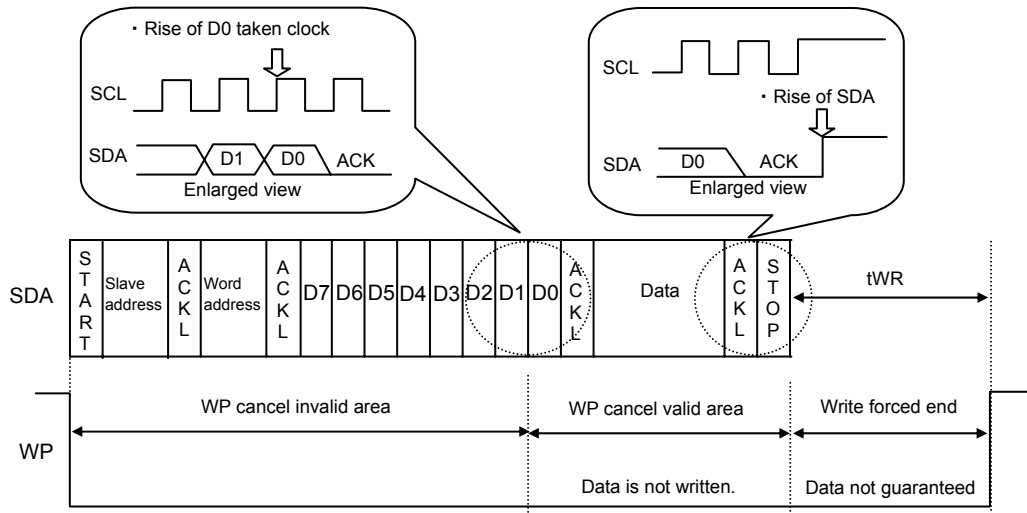 ・ Rise of D0 taken clock
SCL
SDA
D1
D0
ACK
Enlarged view
SCL
・ Rise of SDA
SDA
D0
ACK
Enlarged view
SDA
START
Slave
address
ACKL
Word
address
ACKL
D7
D6
D5
D4
D3
D2
D1
D0
ACKL
Data
ACKL
STOP
tWR
WP
WP cancel invalid area
WP cancel valid area
Write forced end
Data is not written.
Data not guaranteed